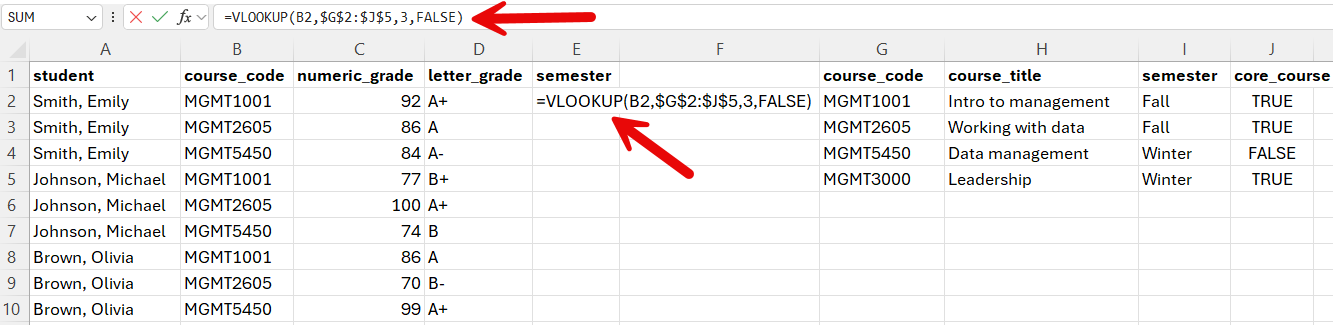 SUM fx =VLOOKUP(B2,$G$2:$J$5,3,FALSE)
A B C D E F G H I J
1 student course_code numeric_grade letter_grade semester course_code course_title semester core_course
2 Smith, Emily MGMT1001 92 A+ =VLOOKUP(B2,$G$2:$J$5,3,FALSE) MGMT1001 Intro to management Fall TRUE
3 Smith, Emily MGMT2605 86 A MGMT2605 Working with data Fall TRUE
4 Smith, Emily MGMT5450 84 A- MGMT5450 Data management Winter FALSE
5 Johnson, Michael MGMT1001 77 B+ MGMT3000 Leadership Winter TRUE
6 Johnson, Michael MGMT2605 100 A+
7 Johnson, Michael MGMT5450 74 B
8 Brown, Olivia MGMT1001 86 A
9 Brown, Olivia MGMT2605 70 B-
10 Brown, Olivia MGMT5450 99 A+